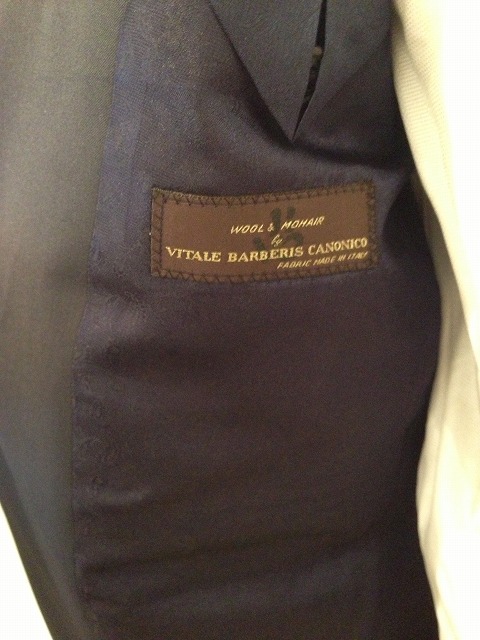 WOOL & MOHAIR
by
VITALE BARBERIS CANONICO
FABRIC MADE IN ITALY